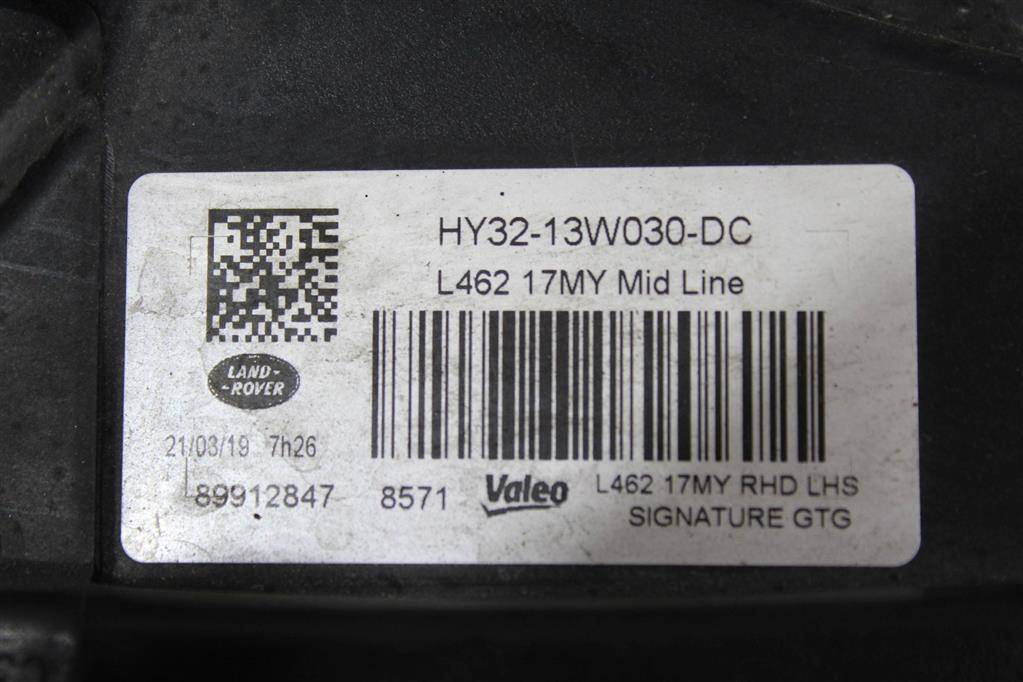 HY32-13W030-DC
L462 17MY Mid Line
LAND-
-ROVER
21/03/19 7h26
89912847 8571 Valeo L462 17MY RHD LHS
SIGNATURE GTG